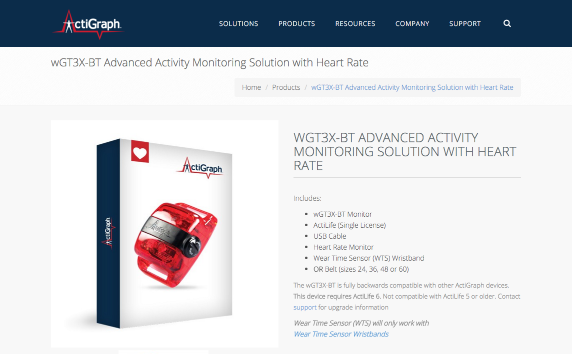 ActiGraph
SOLUTIONS PRODUCTS RESOURCES COMPANY SUPPORT
wGT3X-BT Advanced Activity Monitoring Solution with Heart Rate
Home / Products / wGT3X-BT Advanced Activity Monitoring Solution with Heart Rate
ActiGraph
ActiGraph
WGT3X-BT ADVANCED ACTIVITY
MONITORING SOLUTION WITH HEART
RATE
Includes:
wGT3X-BT Monitor
ActiLife (Single License)
USB Cable
Heart Rate Monitor
Wear Time Sensor (WTS) Wristband
OR Belt (sizes 24, 36, 48 or 60)
The wGT3X-BT is fully backwards compatible with other ActiGraph devices.
This device requires ActiLife 6. Not compatible with ActiLife 5 or older. Contact
support for upgrade information
Wear Time Sensor (WTS) will only work with
Wear Time Sensor Wristbands